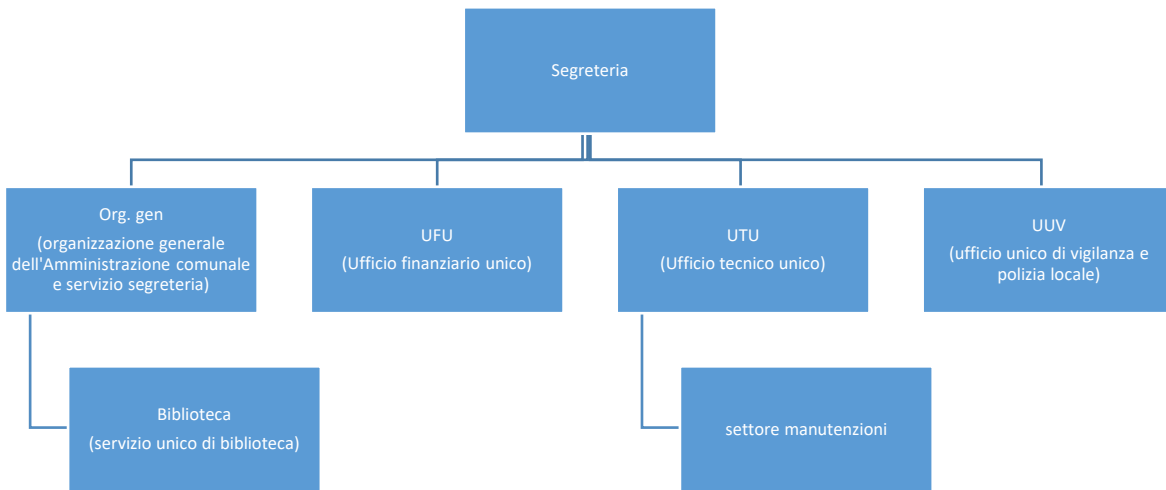 Segreteria
Org. gen
(organizzazione generale
dell'Amministrazione comunale
e servizio segreteria)
UFU
(Ufficio finanziario unico)
UTU
(Ufficio tecnico unico)
UUV
(ufficio unico di vigilanza e
polizia locale)
Biblioteca
(servizio unico di biblioteca)
settore manutenzioni